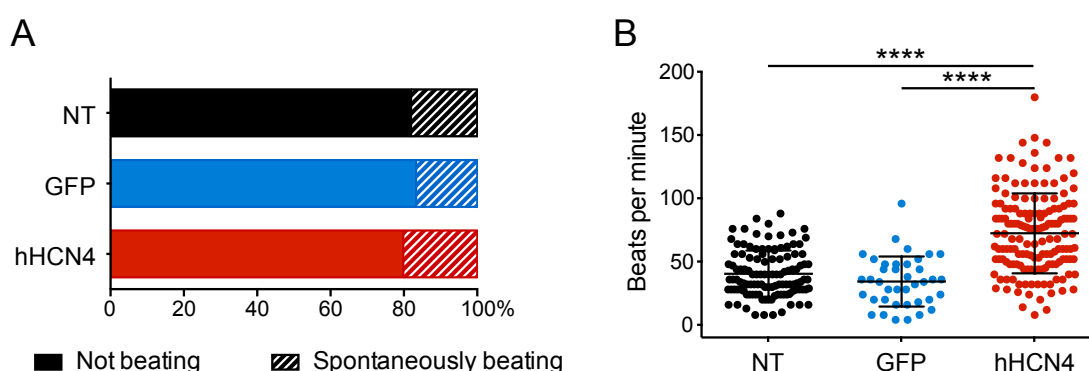 A
NT
GFP
hHCN4
0 20 40 60 80 100%
Not beating Spontaneously beating
B
****
****
Beats per minute
200
150
100
50
0
NT GFP hHCN4